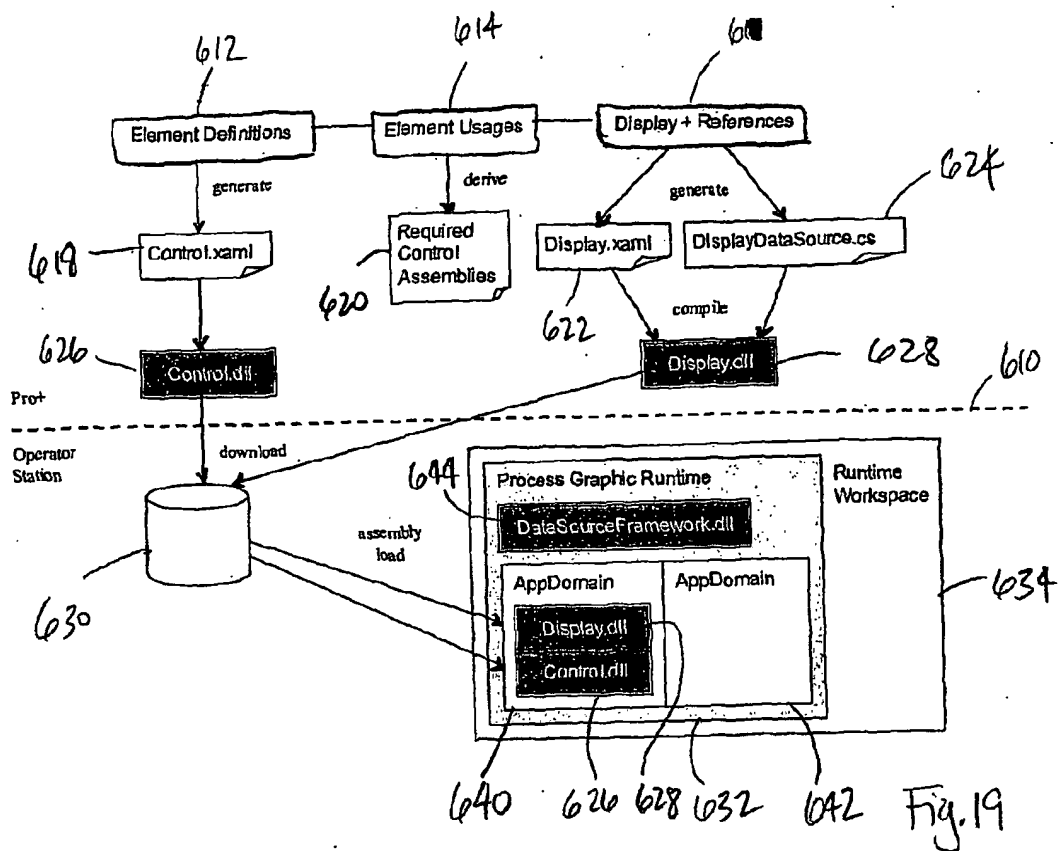 612
614
61
Element Definitions
Element Usages
Display + References
624
generate
derive
generate
618
Control.xaml
Required
Control
Assemblies
Display.xaml
DisplayDataSource.cs
620
622
compile
626
Control.dll
Display.dll
628
610
Pro+
Operator
Station
download
644
Process Graphic Runtime
Runtime
Workspace
DataSourceFramework.dll
assembly
load
AppDomain
AppDomain
634
630
Display.dll
Control.dll
640
626
628
632
642
Fig. 19